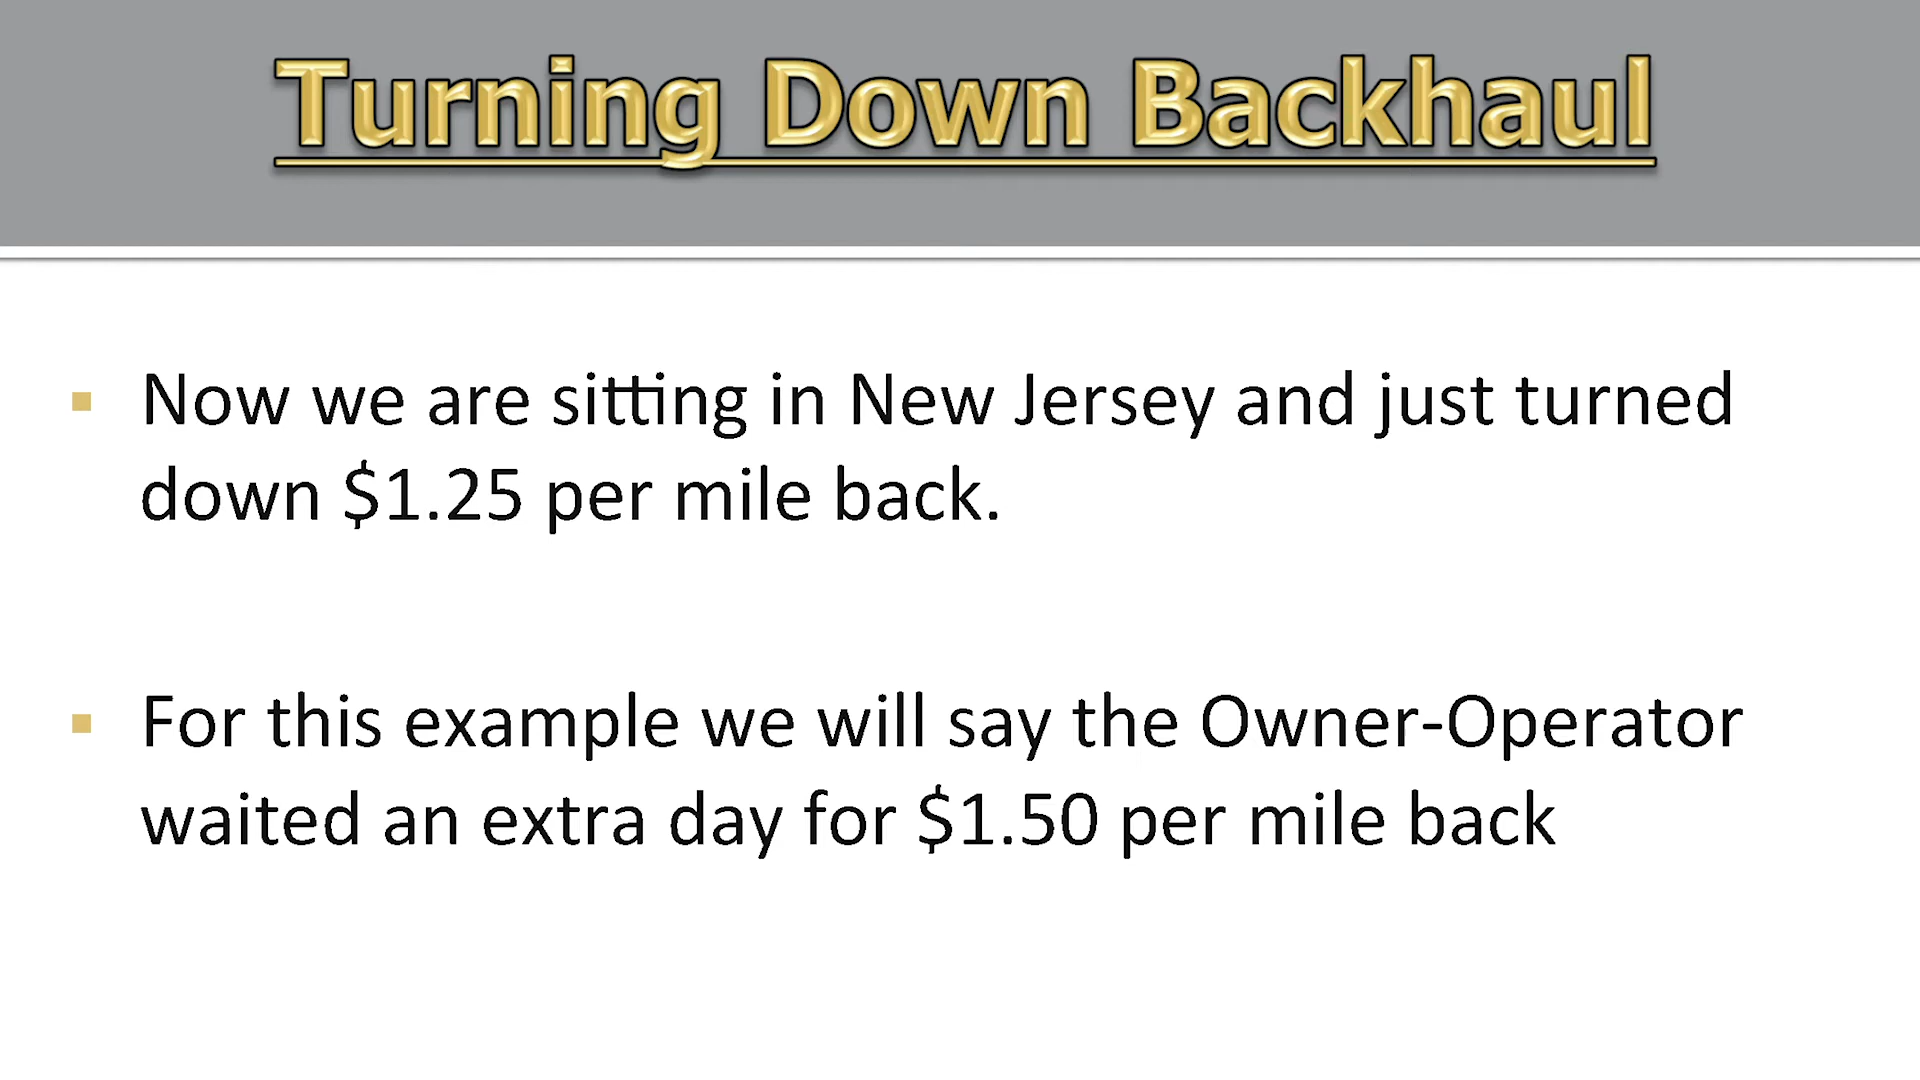 Turning Down Backhaul
Now we are sitting in New Jersey and just turned
down $1.25 per mile back.
For this example we will say the Owner-Operator
waited an extra day for $1.50 per mile back